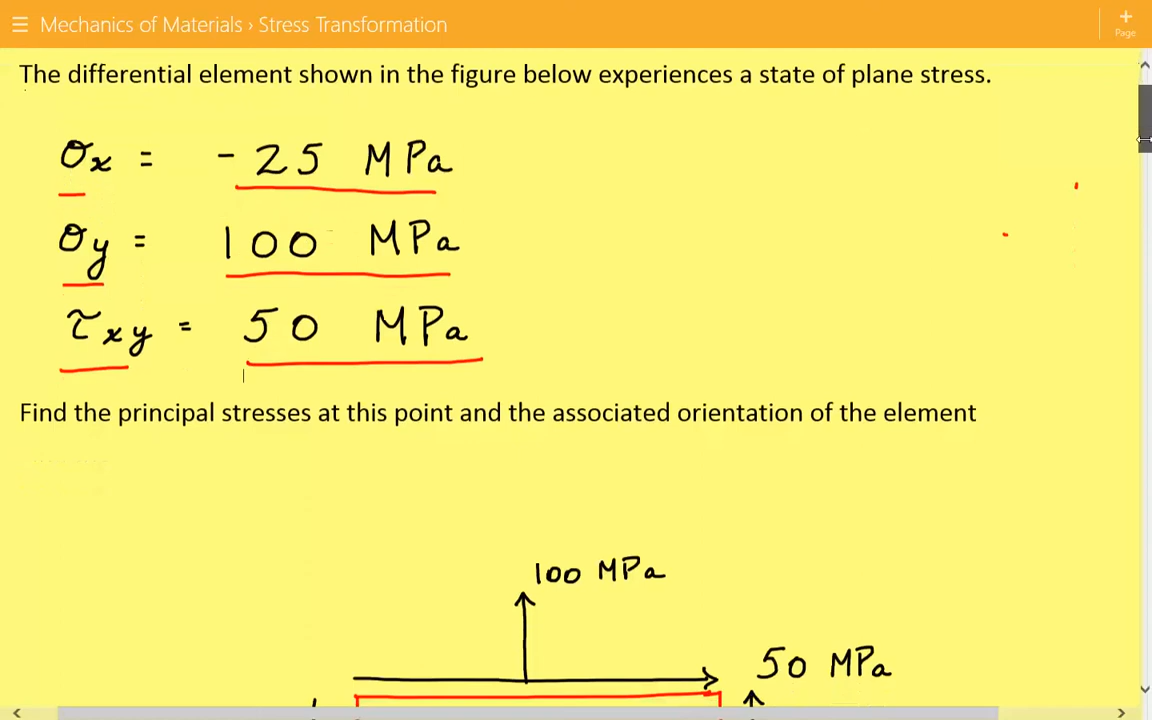 Mechanics of Materials › Stress Transformation
Page
The differential element shown in the figure below experiences a state of plane stress.
σx = -25 MPa
σy = 100 MPa
τxy = 50 MPa
Find the principal stresses at this point and the associated orientation of the element
100 MPa
50 MPa